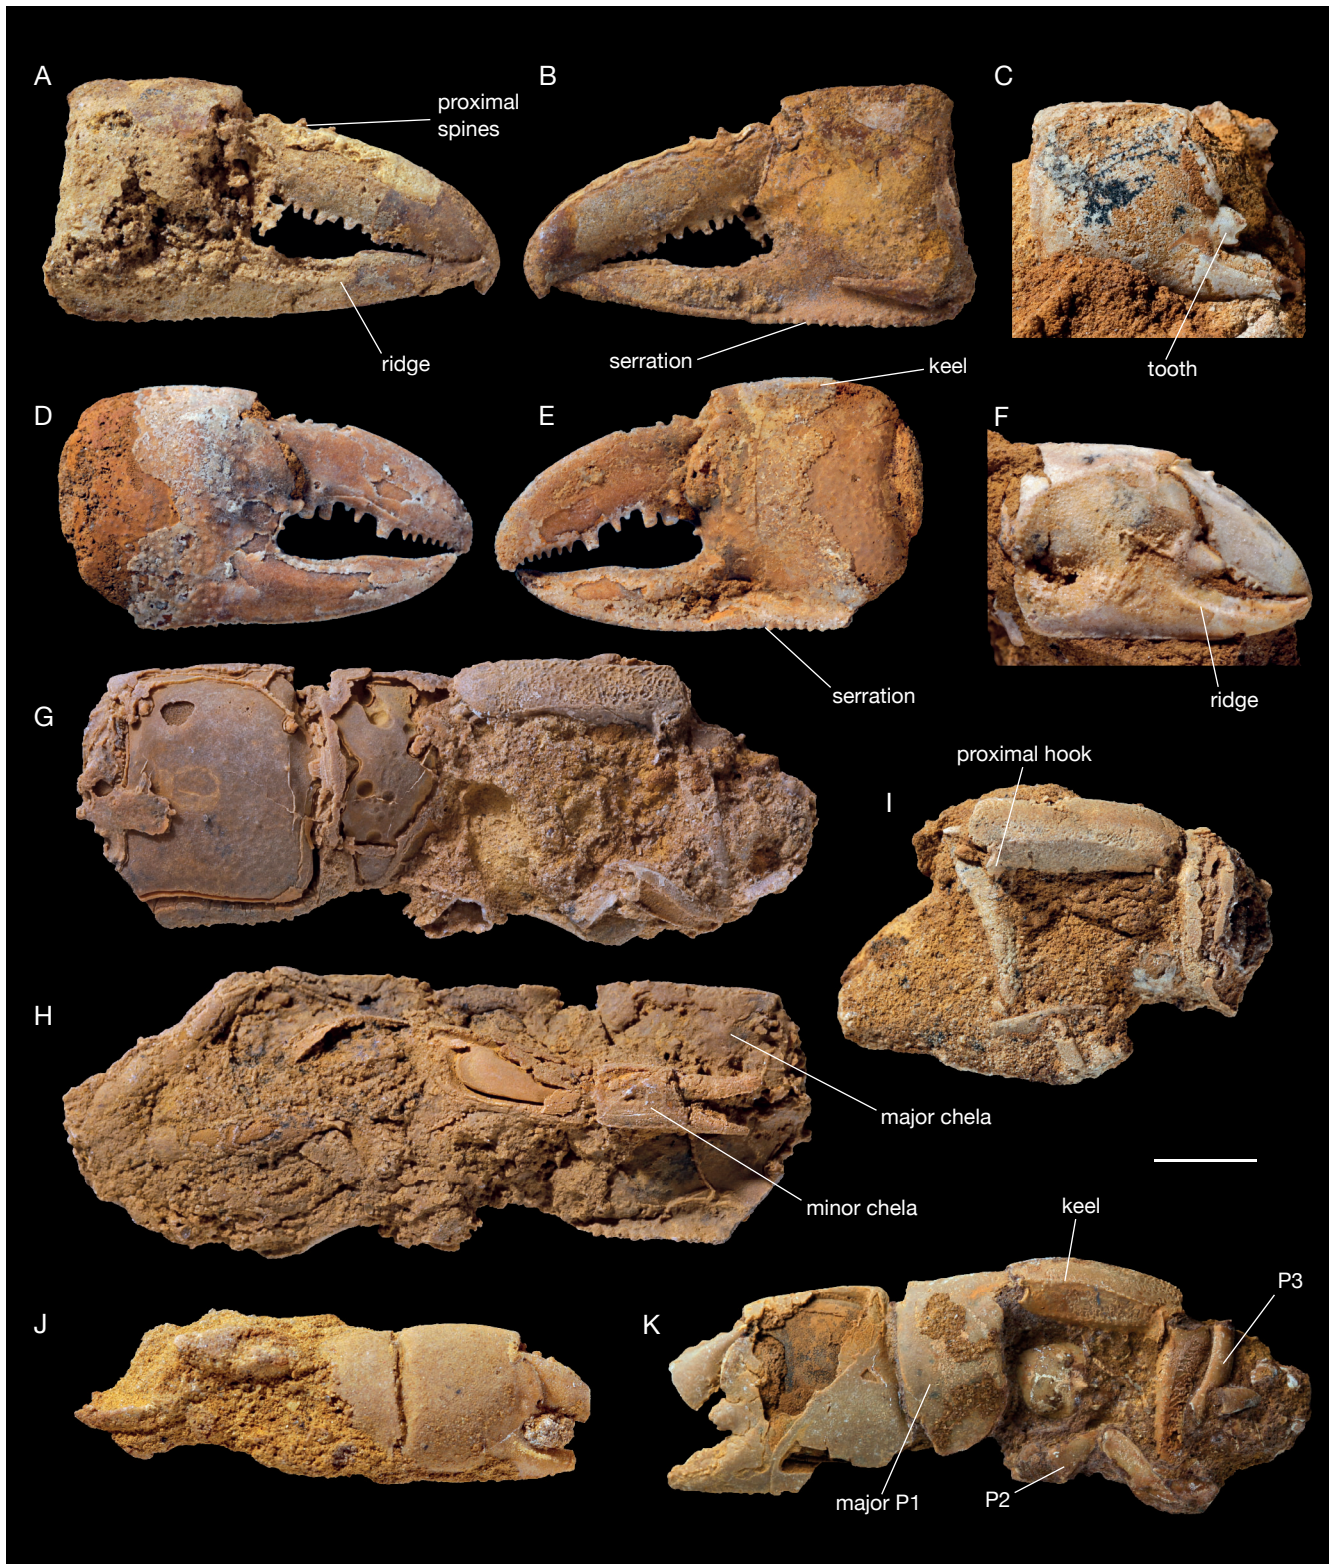 A
B
C
proximal
spines
ridge
serration
tooth
keel
D
E
F
serration
ridge
G
proximal hook
I
H
major chela
minor chela
keel
P3
J
K
major P1
P2